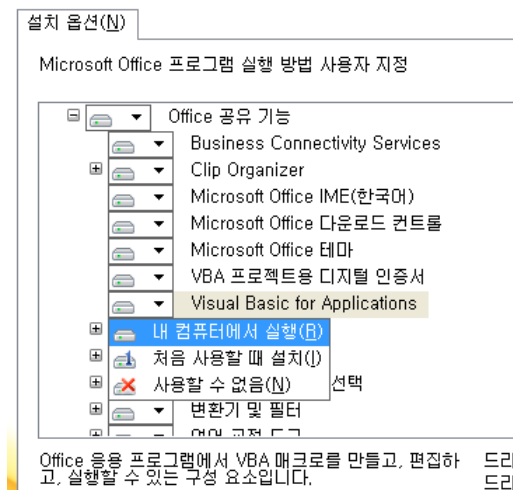 설치 옵션(N)
Microsoft Office 프로그램 실행 방법 사용자 지정
Office 공유 기능
Business Connectivity Services
Clip Organizer
Microsoft Office IME(한국어)
Microsoft Office 다운로드 컨트롤
Microsoft Office 테마
VBA 프로젝트용 디지털 인증서
Visual Basic for Applications
내 컴퓨터에서 실행(R)
처음 사용할 때 설치(I)
사용할 수 없음(N) 선택
변환기 및 필터
Office 응용 프로그램에서 VBA 매크로를 만들고, 편집하 드라
고, 실행할 수 있는 구성 요소입니다. 드라